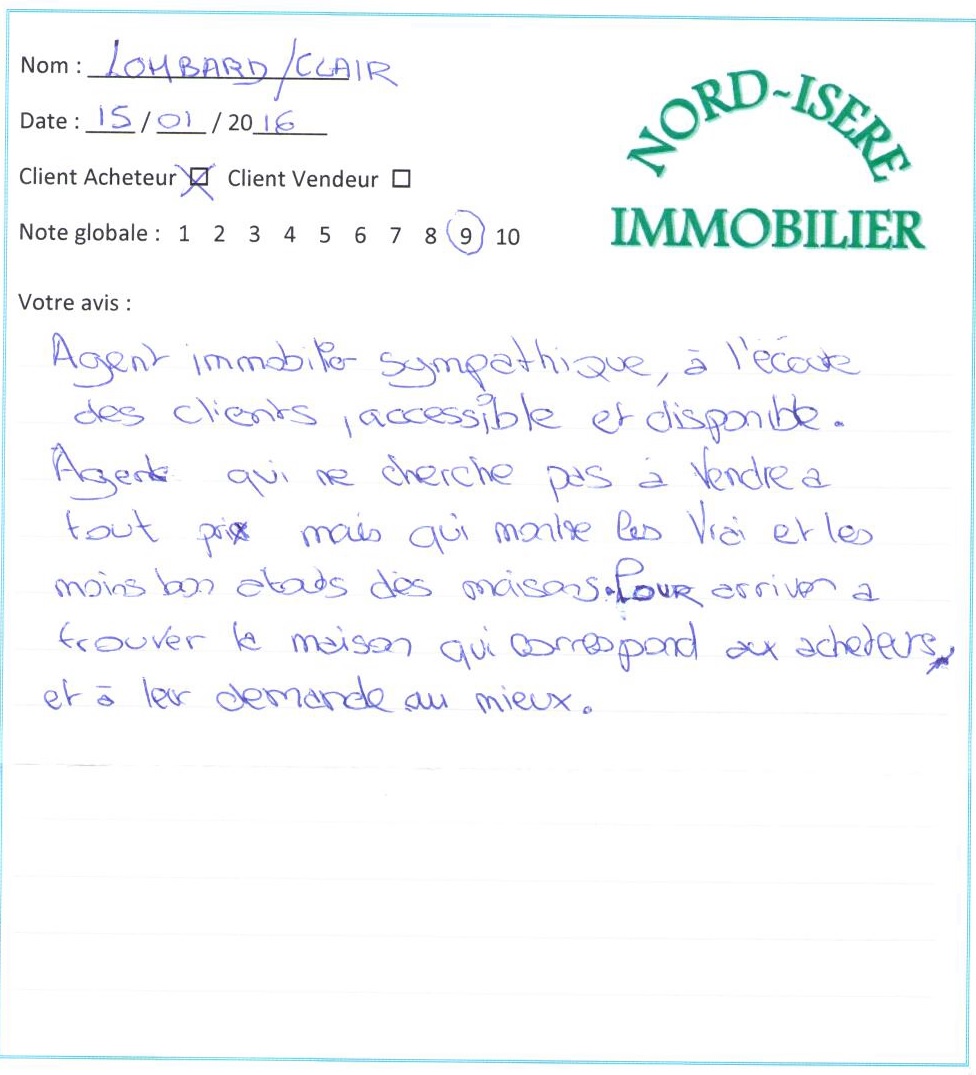 Nom : LOMBARD/CLAIR
Date : 15/01/2016
NORD-ISERE
IMMOBILIER
Client Acheteur ☑ Client Vendeur ☐
Note globale : 1 2 3 4 5 6 7 8 9 10
Votre avis :
Agent immobilier sympathique, à l'écoute
des clients, accessible et disponible.
Agent qui ne cherche pas à vendre a
tout prix mais qui montre les et les
moins bon des maisons. Pour arriver a
trouver la maison qui correspond aux acheteurs,
et à leur demande au mieux.